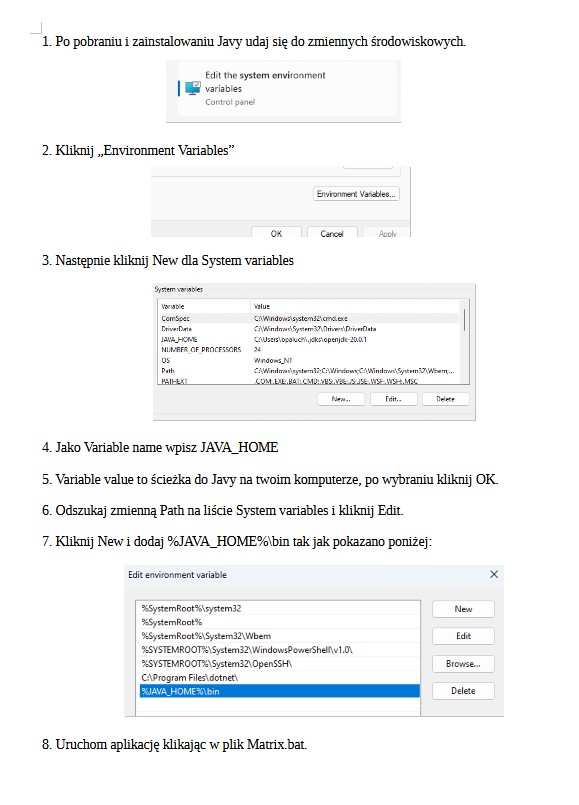 1. Po pobraniu i zainstalowaniu Javy udaj się do zmiennych środowiskowych.
Edit the system environment
variables
Control panel
2. Kliknij „Environment Variables”
Environment Variables...
OK Cancel Apply
3. Następnie kliknij New dla System variables
System variables
Variable Value
ComSpec C:\Windows\system32\cmd.exe
DriverData C:\Windows\System32\Drivers\DriverData
JAVA_HOME C:\Users\bpaluch\.jdks\openjdk-20.0.1
NUMBER_OF_PROCESSORS 24
OS Windows_NT
Path C:\Windows\system32;C:\Windows;C:\Windows\System32\Wbem;...
PATHEXT .COM;.EXE;.BAT;.CMD;.VBS;.VBE;.JS;.JSE;.WSF;.WSH;.MSC
New... Edit... Delete
4. Jako Variable name wpisz JAVA_HOME
5. Variable value to ścieżka do Javy na twoim komputerze, po wybraniu kliknij OK.
6. Odszukaj zmienną Path na liście System variables i kliknij Edit.
7. Kliknij New i dodaj %JAVA_HOME%\bin tak jak pokazano poniżej:
Edit environment variable
%SystemRoot%\system32
%SystemRoot%
%SystemRoot%\System32\Wbem
%SYSTEMROOT%\System32\WindowsPowerShell\v1.0\
%SYSTEMROOT%\System32\OpenSSH\
C:\Program Files\dotnet\
%JAVA_HOME%\bin
New
Edit
Browse...
Delete
8. Uruchom aplikację klikając w plik Matrix.bat.